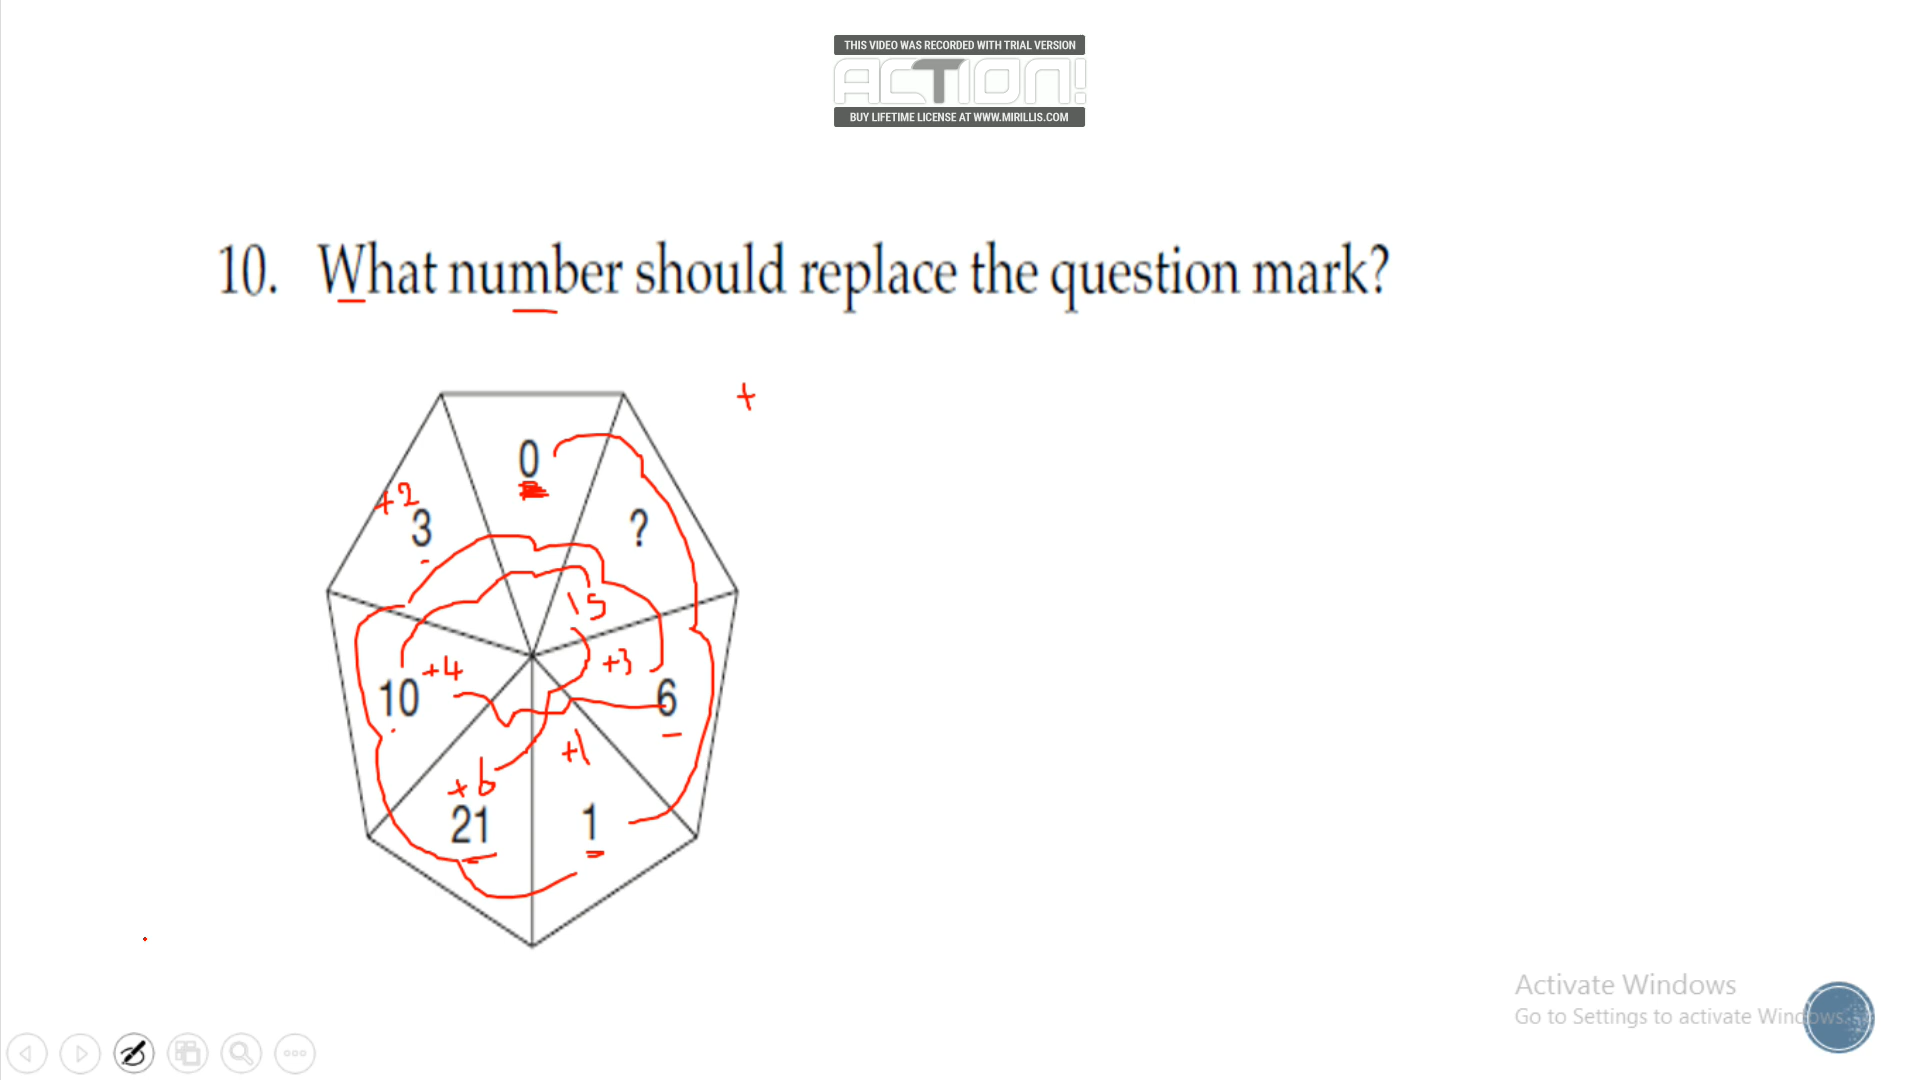 THIS VIDEO WAS RECORDED WITH TRIAL VERSION
ACTION!
BUY LIFETIME LICENSE AT WWW.MIRILLIS.COM
10. What number should replace the question mark?
+
0
+2
3
?
15
+4
+3
10
6
+1
+6
21
1
Activate Windows
Go to Settings to activate Windows.